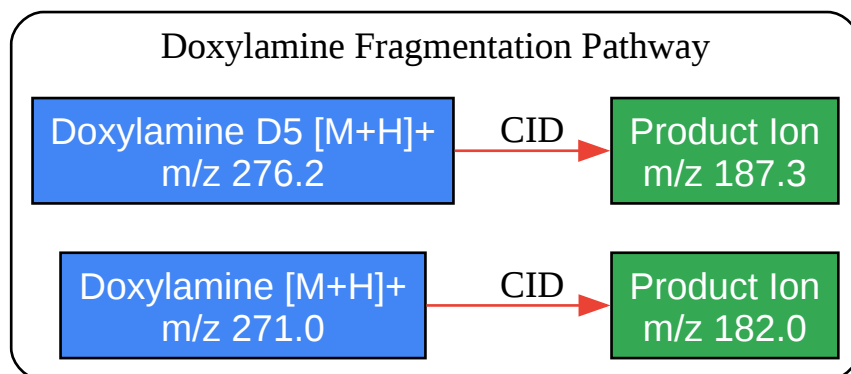 Doxylamine Fragmentation Pathway
Doxylamine D5 [M+H]+
m/z 276.2
CID
Product Ion
m/z 187.3
Doxylamine [M+H]+
m/z 271.0
CID
Product Ion
m/z 182.0